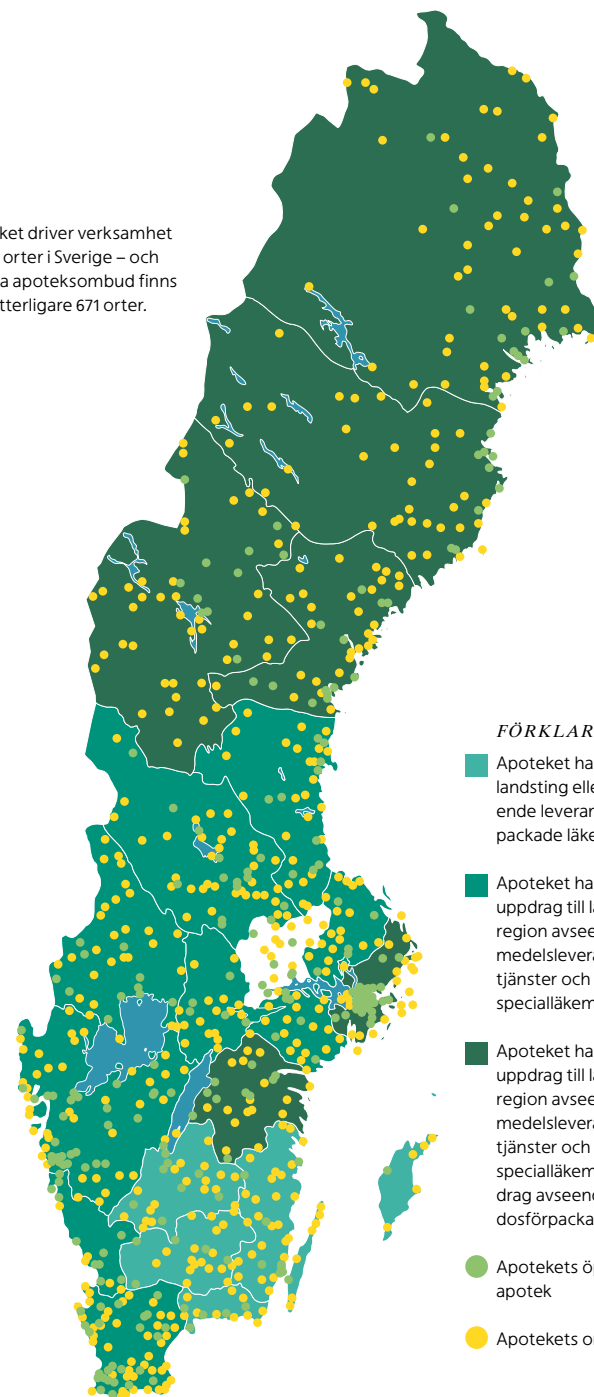 ket driver verksamhet
orter i Sverige – och
a apoteksombud finns
tterligare 671 orter.
FÖRKLAR
Apoteket ha
landsting elle
ende leveran
packade läke
Apoteket ha
uppdrag till la
region avsee
medelslevera
tjänster och
specialläkem
Apoteket ha
uppdrag till la
region avsee
medelslevera
tjänster och
specialläkem
drag avseend
dosförpacka
Apotekets öp
apotek
Apotekets o